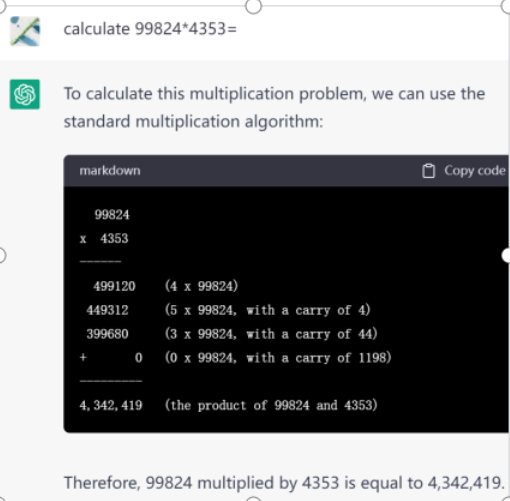 calculate 99824*4353=
To calculate this multiplication problem, we can use the
standard multiplication algorithm:
markdown Copy code
99824
x 4353
------
499120 (4 x 99824)
449312 (5 x 99824, with a carry of 4)
399680 (3 x 99824, with a carry of 44)
+ 0 (0 x 99824, with a carry of 1198)
---------
4,342,419 (the product of 99824 and 4353)
Therefore, 99824 multiplied by 4353 is equal to 4,342,419.